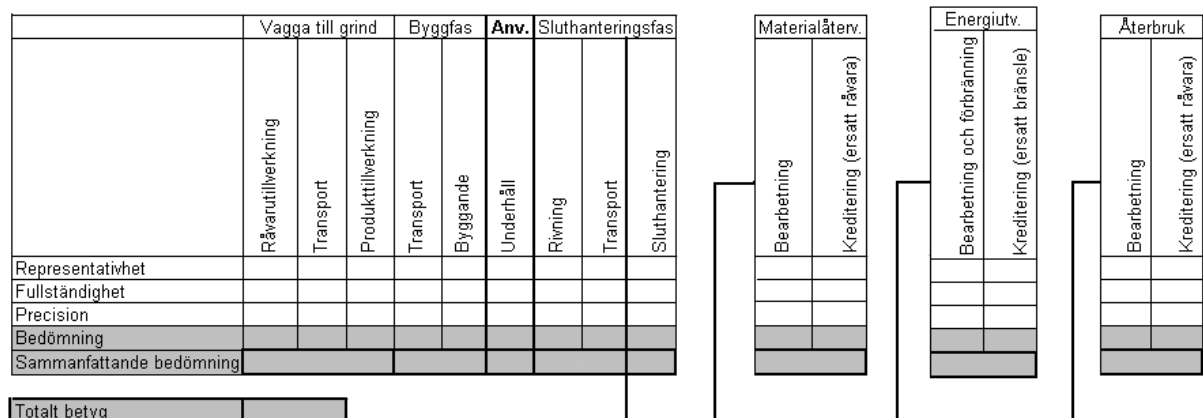 Vagga till grind Byggfas Anv. Sluthanteringsfas Materialåterv. Energiutv. Återbruk
Råvarutillverkning
Transport
Produkttillverkning
Transport
Byggande
Underhåll
Rivning
Transport
Sluthantering
Bearbetning
Kreditering (ersatt råvara)
Bearbetning och förbränning
Kreditering (ersatt bränsle)
Bearbetning
Kreditering (ersatt råvara)
Representativhet
Fullständighet
Precision
Bedömning
Sammanfattande bedömning
Totalt betyg